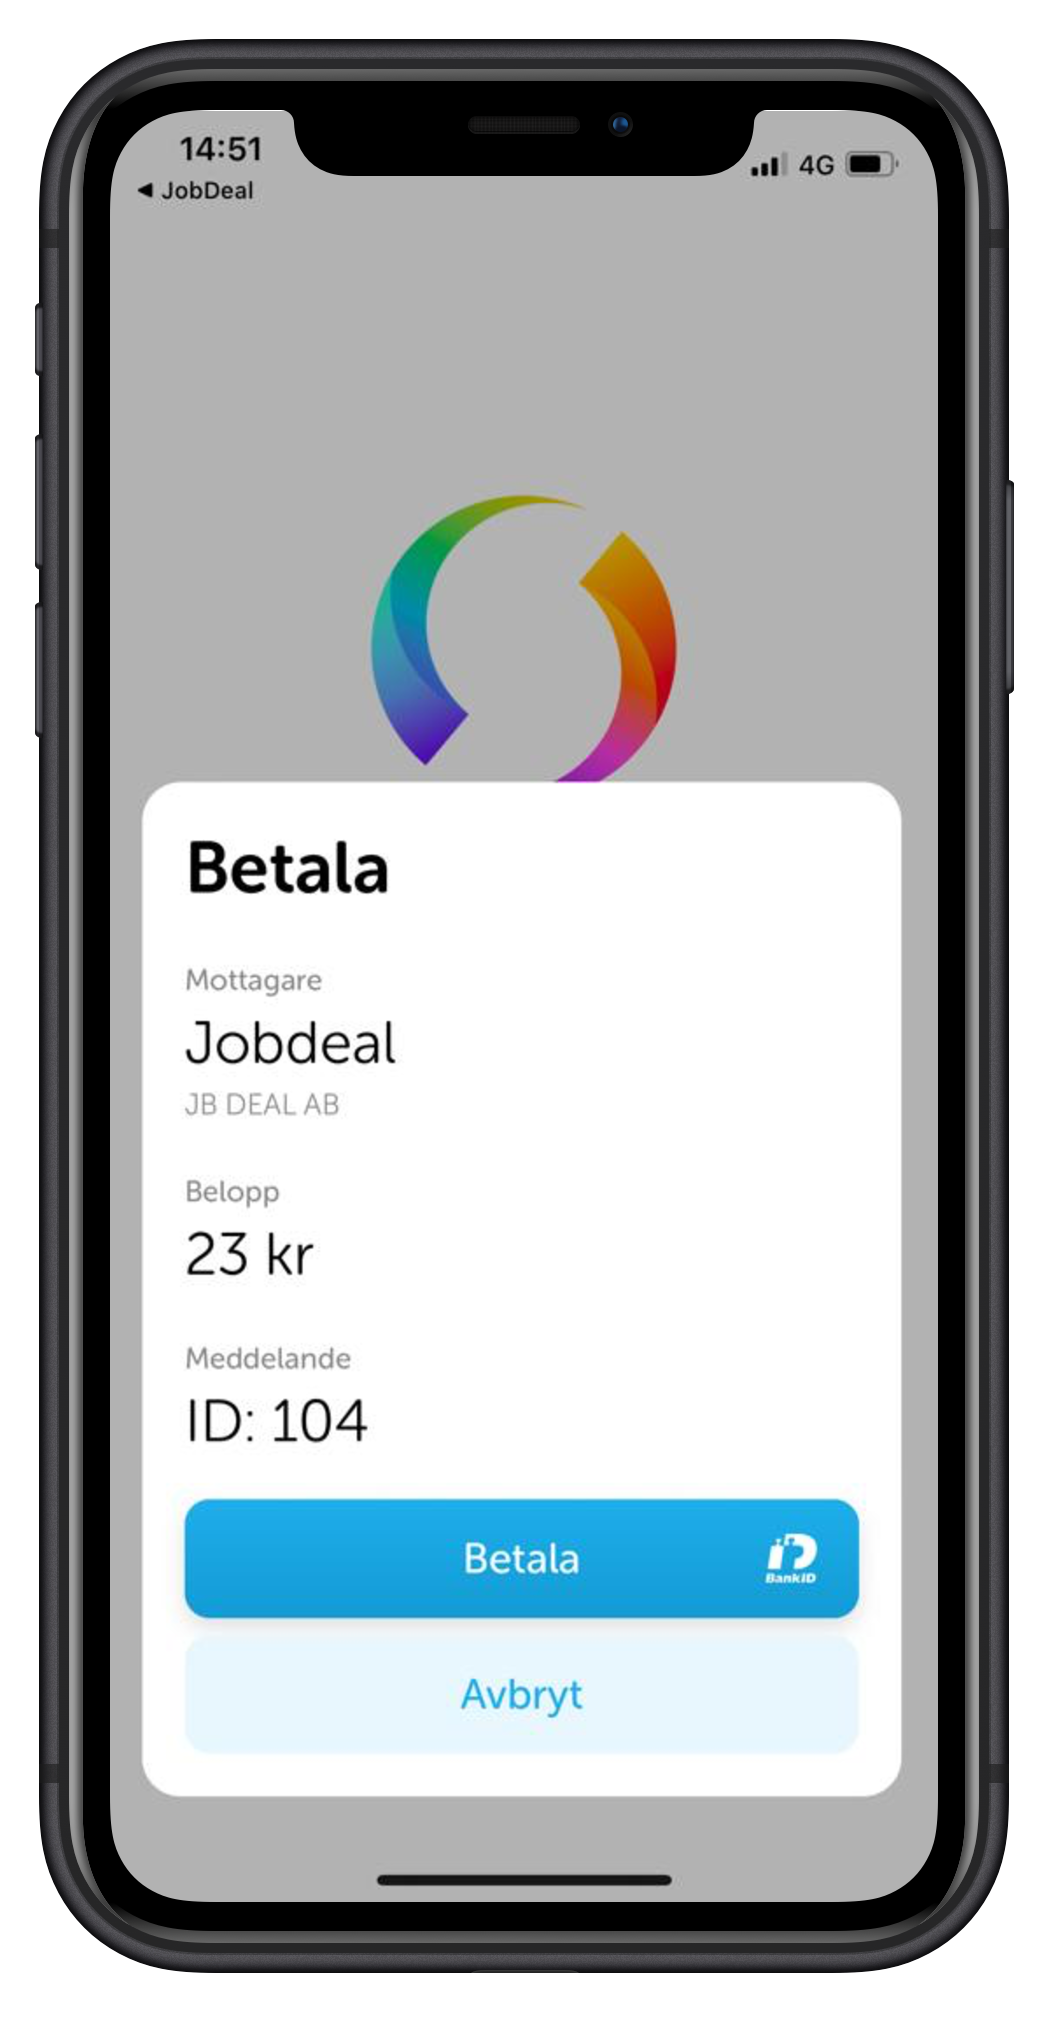 14:51
4G
◀ JobDeal
Betala
Mottagare
Jobdeal
JB DEAL AB
Belopp
23 kr
Meddelande
ID: 104
Betala
BankID
Avbryt